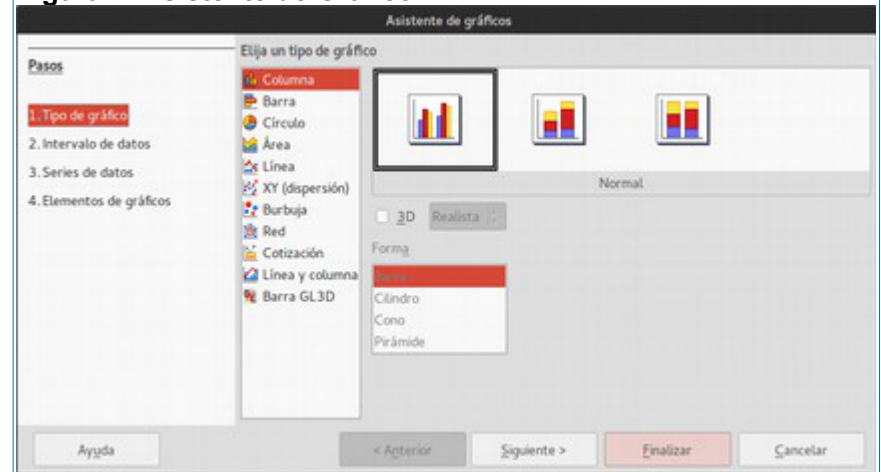 Asistente de gráficos
Pasos
1. Tipo de gráfico
2. Intervalo de datos
3. Series de datos
4. Elementos de gráficos
Elija un tipo de gráfico
Columna
Barra
Círculo
Área
Línea
XY (dispersión)
Burbuja
Red
Cotización
Línea y columna
Barra GL3D
Normal
3D Realista
Forma
Barra
Cilindro
Cono
Pirámide
Ayuda
< Anterior
Siguiente >
Finalizar
Cancelar